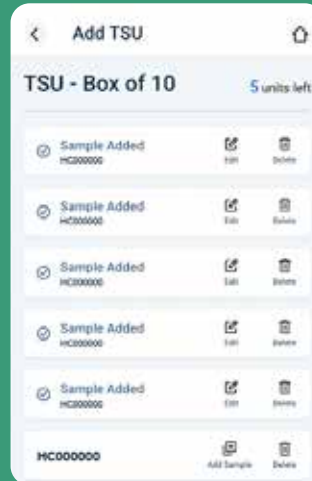 Add TSU
TSU - Box of 10
5 units left
Sample Added
HC000000
Edit
Delete
Sample Added
HC000000
Edit
Delete
Sample Added
HC000000
Edit
Delete
Sample Added
HC000000
Edit
Delete
Sample Added
HC000000
Edit
Delete
HC000000
Add Sample
Delete